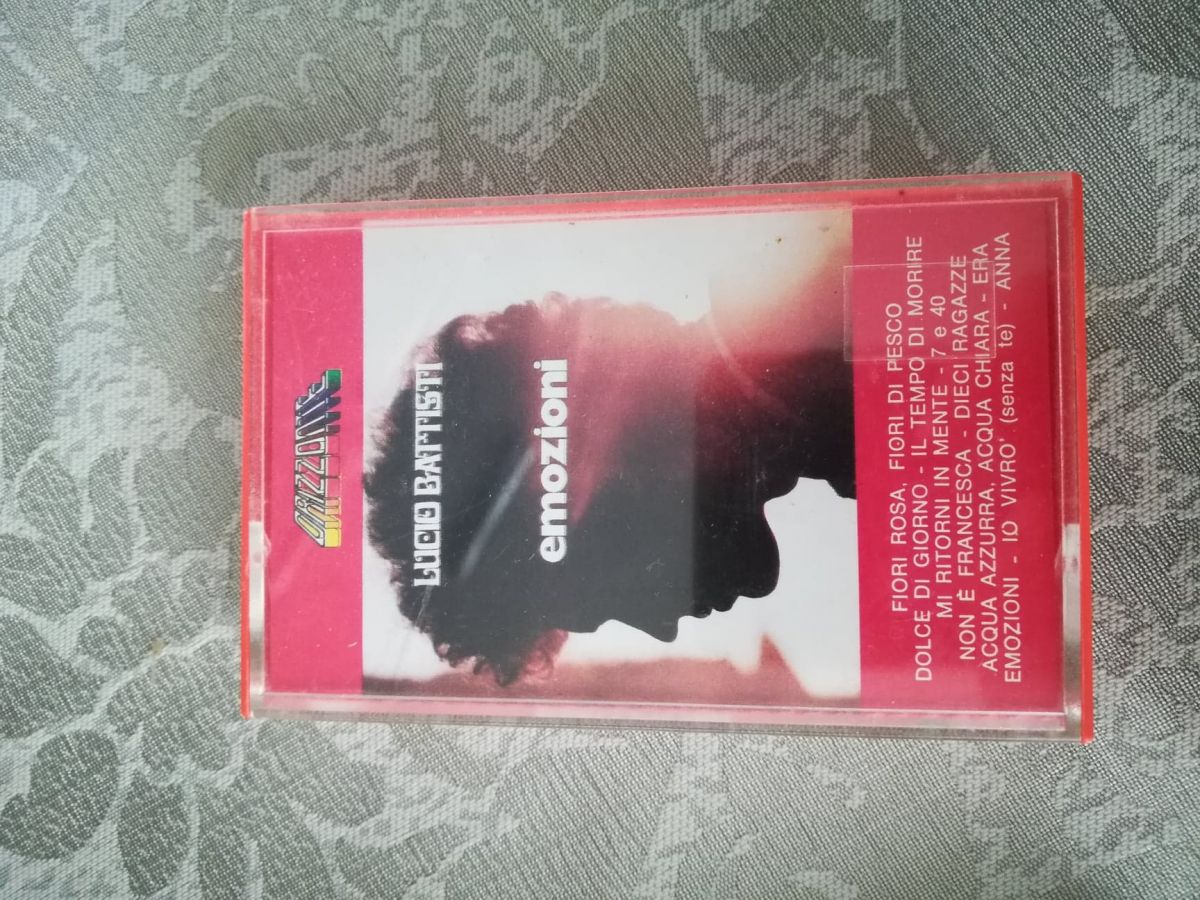 GAZZONISSIMA
LUCIO BATTISTI
emozioni
FIORI ROSA, FIORI DI PESCO
DOLCE DI GIORNO - IL TEMPO DI MORIRE
MI RITORNI IN MENTE - 7 e 40
NON È FRANCESCA - DIECI RAGAZZE
ACQUA AZZURRA, ACQUA CHIARA - ERA
EMOZIONI - IO VIVRO' (senza te) - ANNA